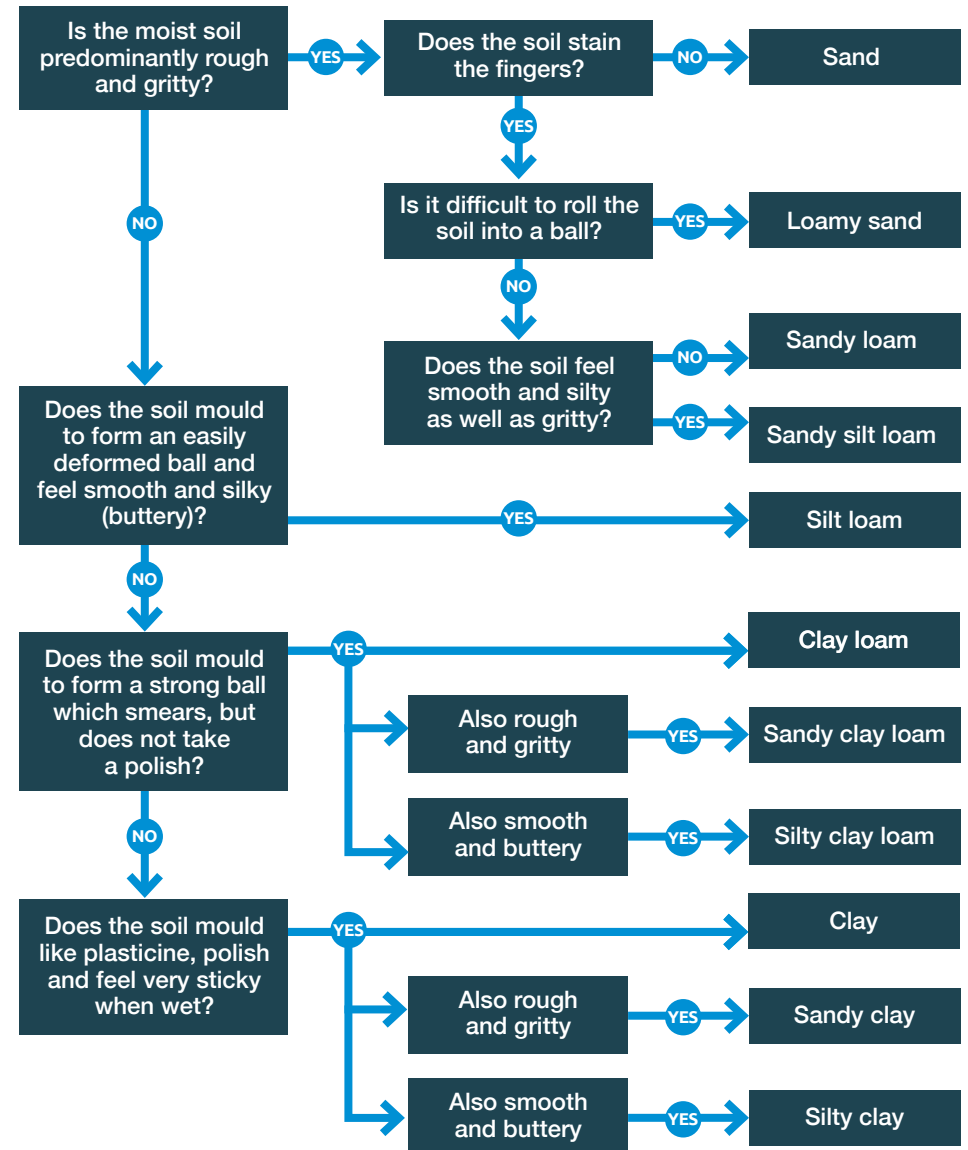 Is the moist soil
predominantly rough
and gritty?
YES
Does the soil stain
the fingers?
NO
Sand
YES
Is it difficult to roll the
soil into a ball?
YES
Loamy sand
NO
NO
Does the soil feel
smooth and silty
as well as gritty?
NO
Sandy loam
YES
Sandy silt loam
Does the soil mould
to form an easily
deformed ball and
feel smooth and silky
(buttery)?
YES
Silt loam
NO
Does the soil mould
to form a strong ball
which smears, but
does not take
a polish?
YES
Clay loam
Also rough
and gritty
YES
Sandy clay loam
Also smooth
and buttery
YES
Silty clay loam
NO
Does the soil mould
like plasticine, polish
and feel very sticky
when wet?
YES
Clay
Also rough
and gritty
YES
Sandy clay
Also smooth
and buttery
YES
Silty clay